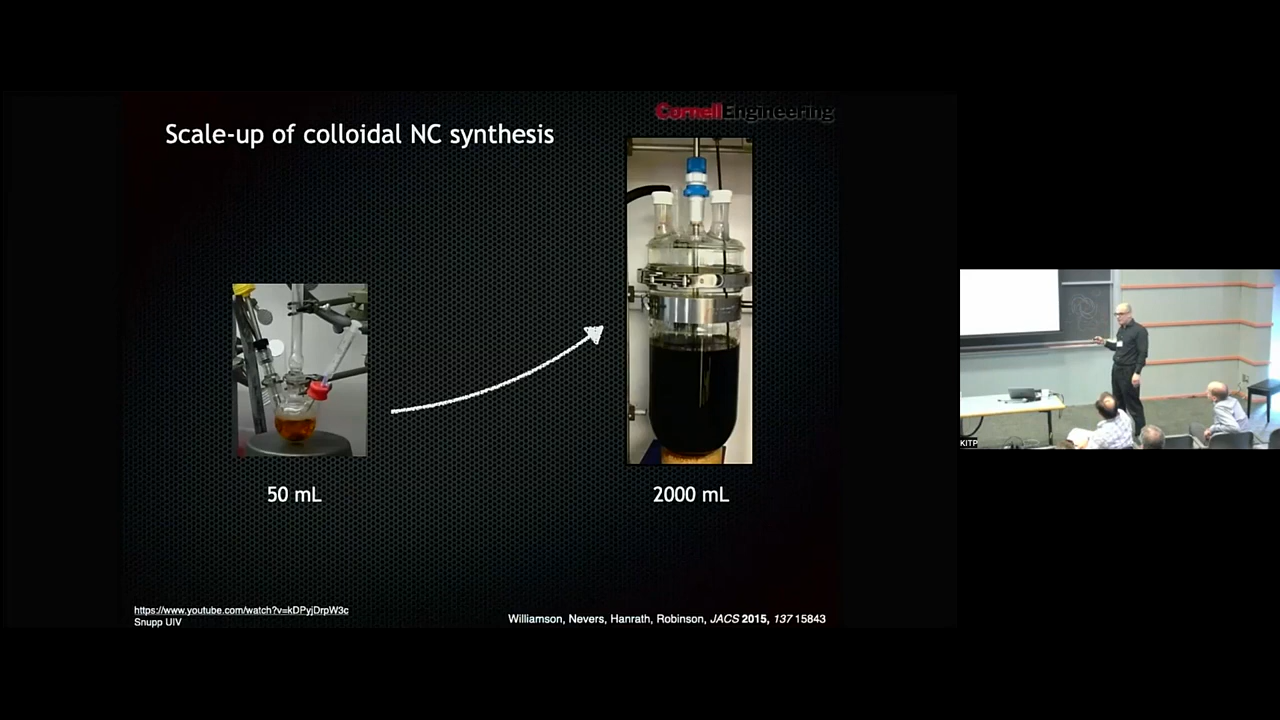 CornellEngineering
Scale-up of colloidal NC synthesis
50 mL
2000 mL
https://www.youtube.com/watch?v=kDPyjDrpW3c
Snupp UIV
Williamson, Nevers, Hanrath, Robinson, JACS 2015, 137 15843
KITP